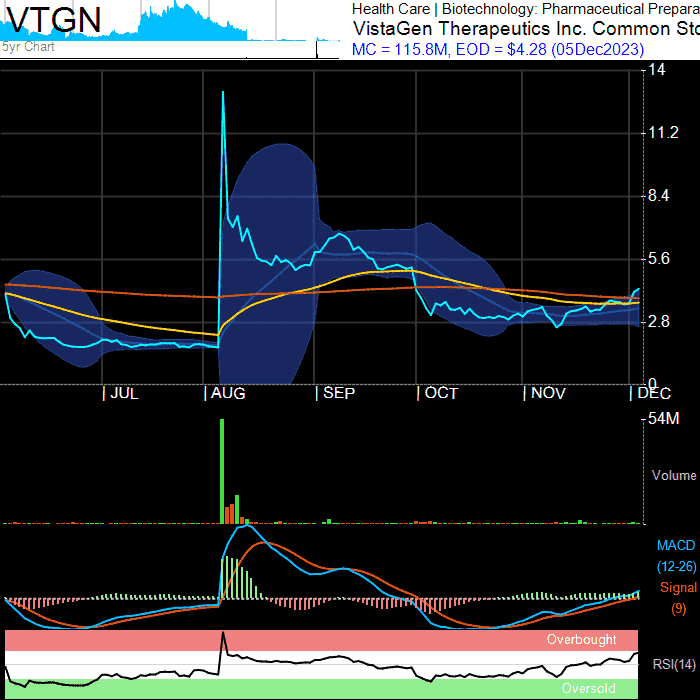 VTGN
5yr Chart
Health Care | Biotechnology: Pharmaceutical Prepara
VistaGen Therapeutics Inc. Common Sto
MC = 115.8M, EOD = $4.28 (05Dec2023)
14
11.2
8.4
5.6
2.8
0
| JUL | AUG | SEP | OCT | NOV | DEC
54M
Volume
MACD
(12-26)
Signal
(9)
Overbought
RSI(14)
Oversold